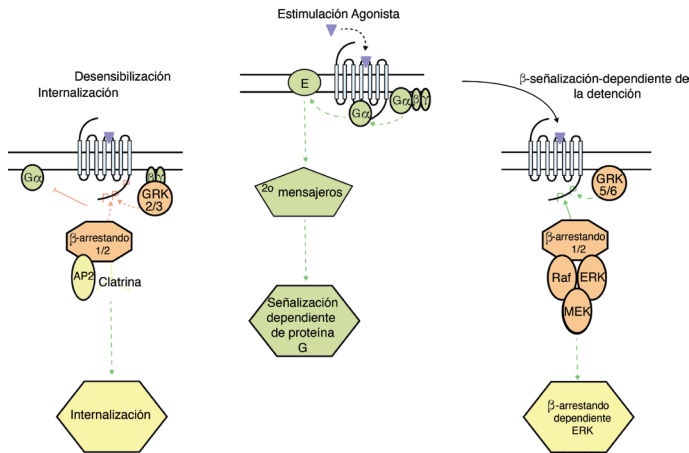 Estimulación Agonista
Desensibilización
Internalización
β-señalización-dependiente de
la detención
E
Gα
Gα
β
γ
Gα
β
γ
P
P
P
GRK
2/3
P
P
GRK
5/6
2o mensajeros
β-arrestando
1/2
AP2
Clatrina
β-arrestando
1/2
Raf
ERK
MEK
Señalización
dependiente
de proteína
G
Internalización
β-arrestando
dependiente
ERK